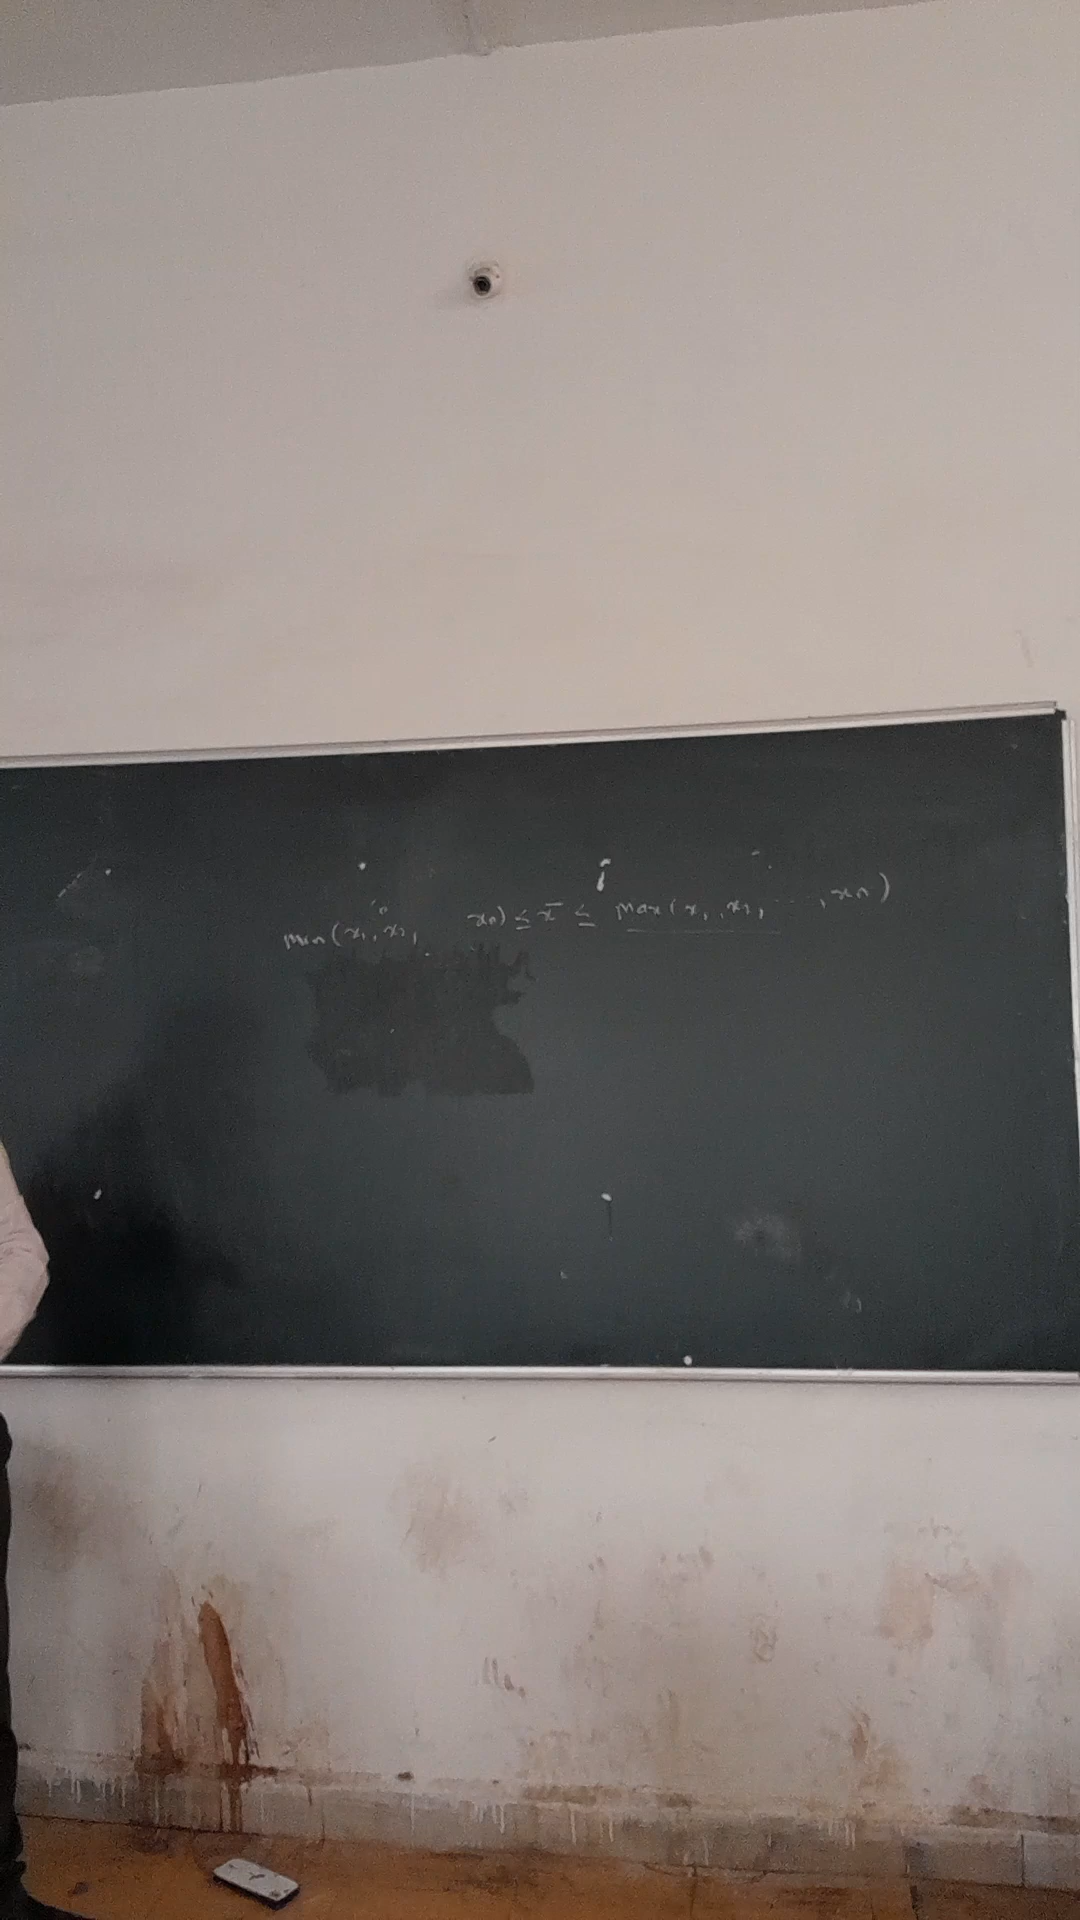 min(x₁, x₂, xₙ) ≤ x̄ ≤ max(x₁, x₂, ..., xₙ)